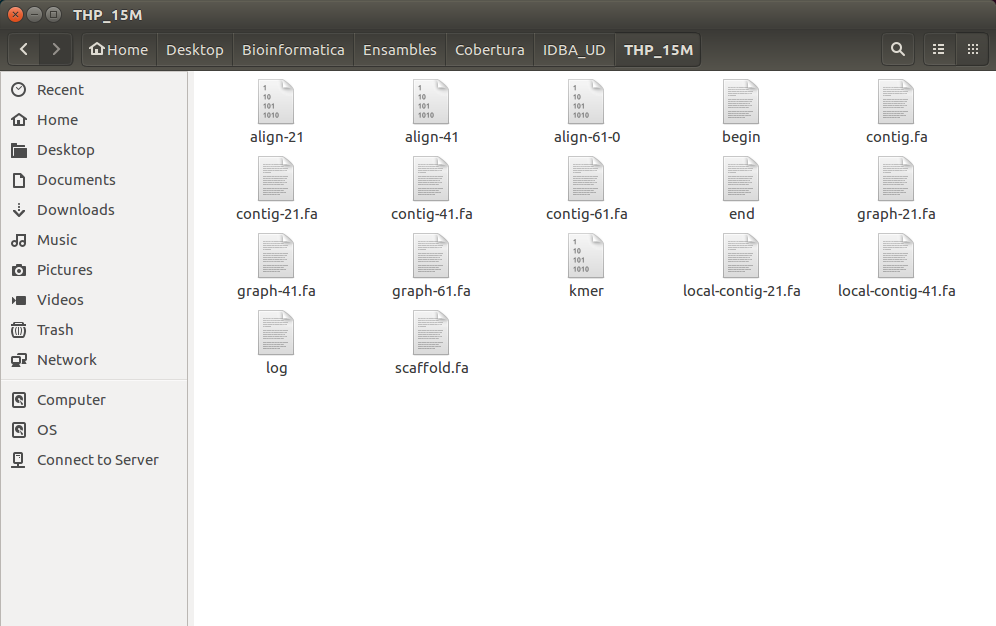 THP_15M
Home Desktop Bioinformatica Ensambles Cobertura IDBA_UD THP_15M
Recent
Home
Desktop
Documents
Downloads
Music
Pictures
Videos
Trash
Network
Computer
OS
Connect to Server
1 10 101 1010
1 10 101 1010
1 10 101 1010
align-21 align-41 align-61-0 begin contig.fa
contig-21.fa contig-41.fa contig-61.fa end graph-21.fa
1 10 101 1010
graph-41.fa graph-61.fa kmer local-contig-21.fa local-contig-41.fa
log scaffold.fa